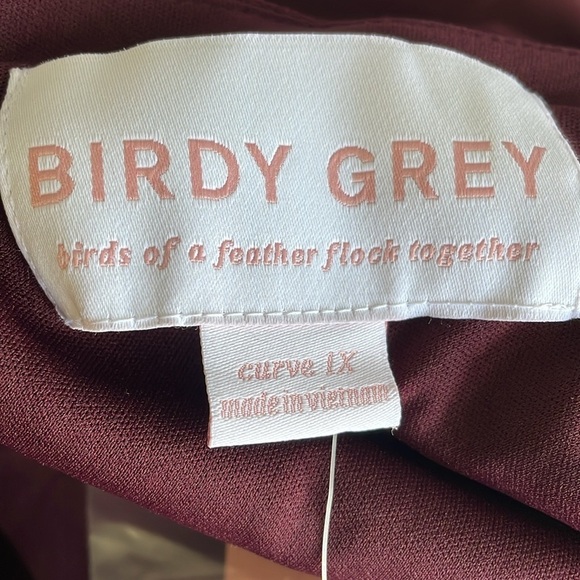 BIRDY GREY
birds of a feather flock together
curve 1X
made in vietnam